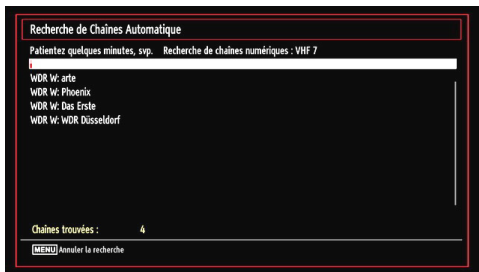 Recherche de Chaînes Automatique
Patientez quelques minutes, svp. Recherche de chaines numériques : VHF 7
WDR W: arte
WDR W: Phoenix
WDR W: Das Erste
WDR W: WDR Düsseldorf
Chaines trouvées : 4
MENU Annuler la recherche